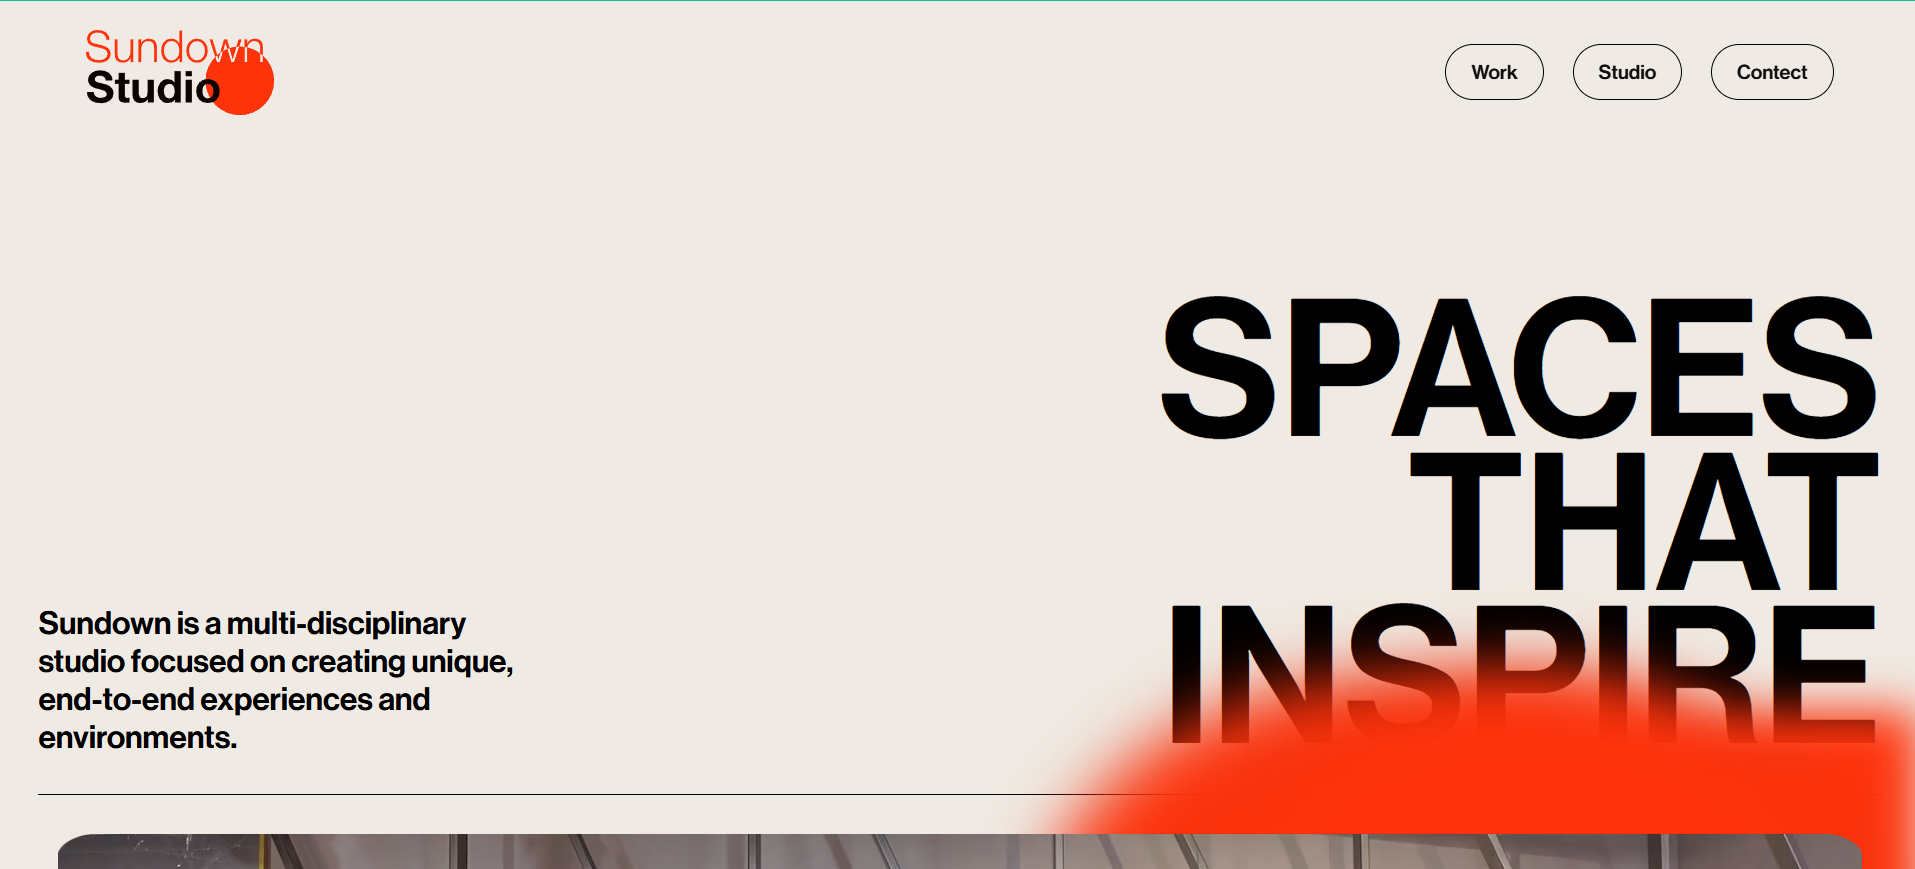 Sundown
Studio
Work
Studio
Contect
SPACES
THAT
INSPIRE
Sundown is a multi-disciplinary
studio focused on creating unique,
end-to-end experiences and
environments.